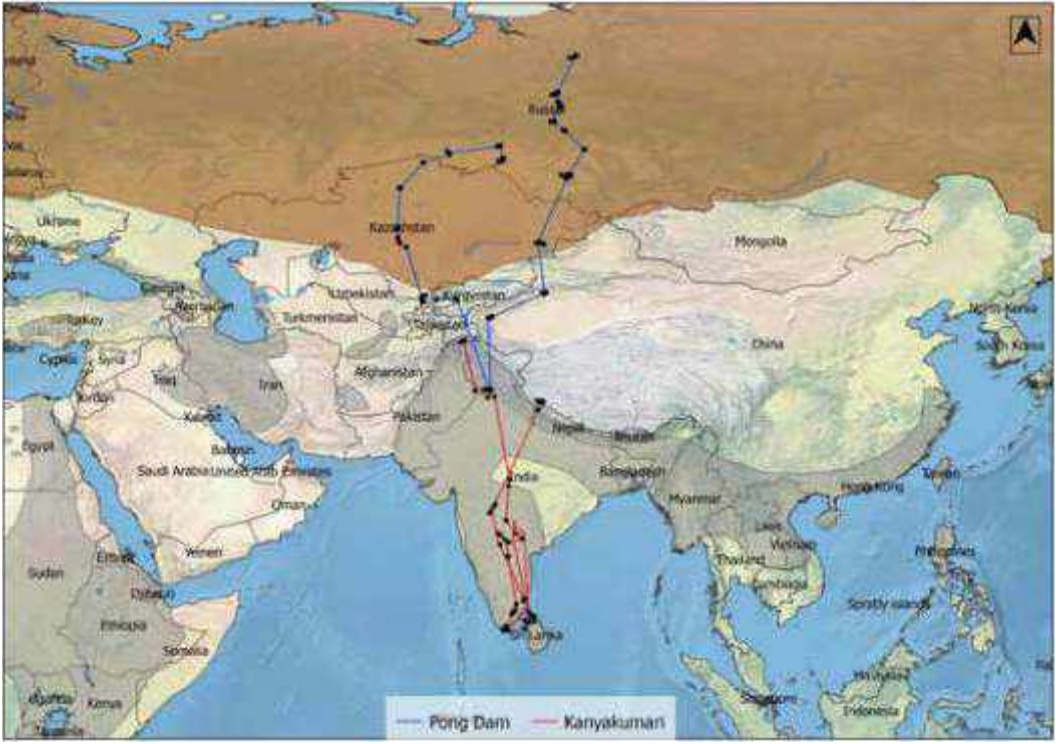 Russia
Ukraine
Kazakhstan
Mongolia
Georgia
Azerbaijan
Uzbekistan
Kyrgyzstan
Turkey
Turkmenistan
Tajikistan
North Korea
South Korea
China
Cyprus
Syria
Iraq
Iran
Afghanistan
Jordan
Kuwait
Pakistan
Nepal
Bhutan
Egypt
Bahrain
Saudi Arabia
United Arab Emirates
India
Bangladesh
Taiwan
Hong Kong
Oman
Myanmar
Laos
Yemen
Vietnam
Eritrea
Thailand
Philippines
Sudan
Djibouti
Cambodia
Spratly islands
Ethiopia
Lanka
Somalia
Malaysia
Uganda
Kenya
Singapore
Indonesia
Tanzania
Pong Dam
Kanyakumari